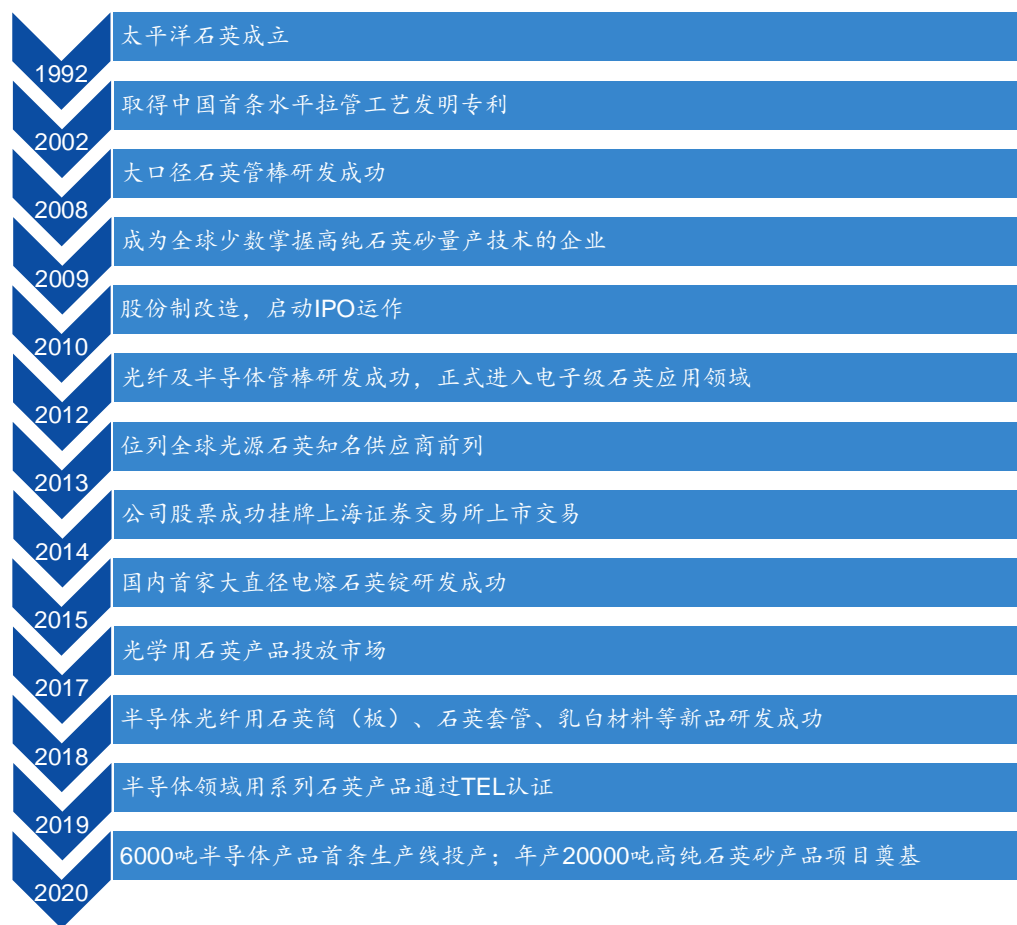 太平洋石英成立
1992
取得中国首条水平拉管工艺发明专利
2002
大口径石英管棒研发成功
2008
成为全球少数掌握高纯石英砂量产技术的企业
2009
股份制改造，启动IPO运作
2010
光纤及半导体管棒研发成功，正式进入电子级石英应用领域
2012
位列全球光源石英知名供应商前列
2013
公司股票成功挂牌上海证券交易所上市交易
2014
国内首家大直径电熔石英锭研发成功
2015
光学用石英产品投放市场
2017
半导体光纤用石英筒（板）、石英套管、乳白材料等新品研发成功
2018
半导体领域用系列石英产品通过TEL认证
2019
6000吨半导体产品首条生产线投产；年产20000吨高纯石英砂产品项目奠基
2020